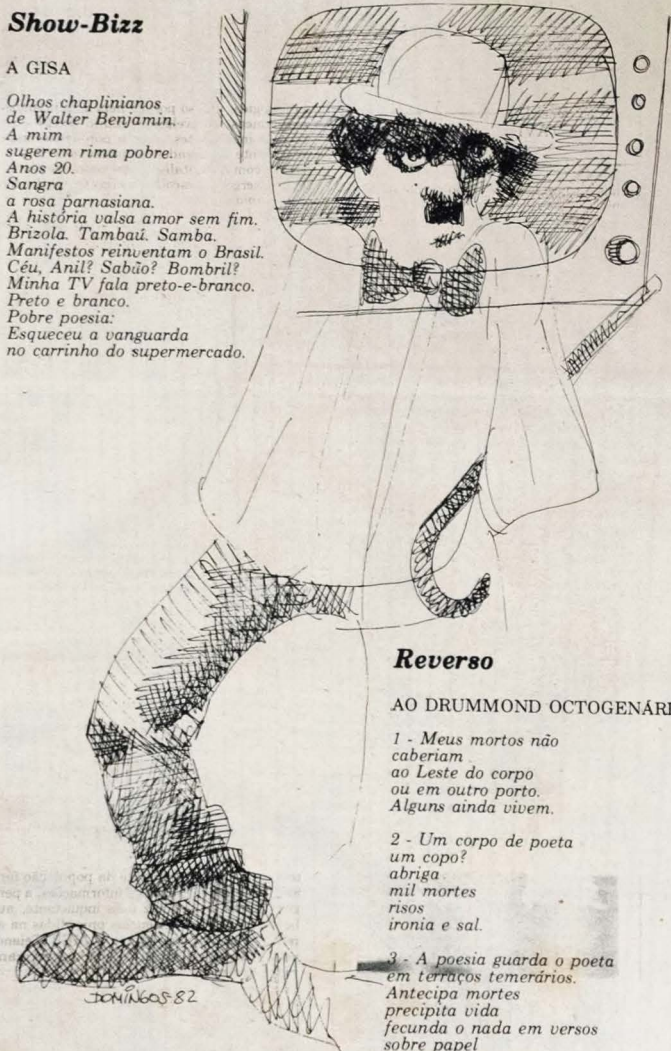 Show-Bizz
A GISA
Olhos chaplinianos
de Walter Benjamin.
A mim
sugerem rima pobre.
Anos 20.
Sangra
a rosa parnasiana.
A história valsa amor sem fim.
Brizola. Tambaú. Samba.
Manifestos reinventam o Brasil.
Céu, Anil? Sabão? Bombril?
Minha TV fala preto-e-branco.
Preto e branco.
Pobre poesia:
Esqueceu a vanguarda
no carrinho do supermercado.
Reverso
AO DRUMMOND OCTOGENÁRI
1 - Meus mortos não
caberiam
ao Leste do corpo
ou em outro porto.
Alguns ainda vivem.
2 - Um corpo de poeta
um copo?
abriga
mil mortes
risos
ironia e sal.
3 - A poesia guarda o poeta
em terraços temerários.
Antecipa mortes
precipita vida
fecunda o nada em versos
sobre papel
DOMINGOS-82